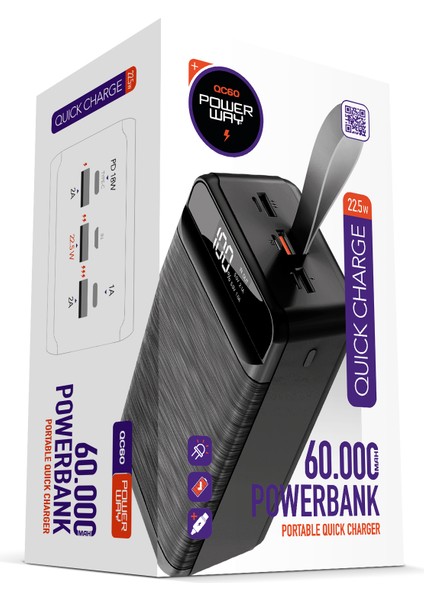 QUICK CHARGE
22.5W
PD 18W
2A
22.5W
1A
2A
60.000
MAH
POWERBANK
PORTABLE QUICK CHARGER
QC60
POWER
WAY
QC60
POWER
WAY
100
22.5W
QUICK CHARGE
60.000
MAH
POWERBANK
PORTABLE QUICK CHARGER